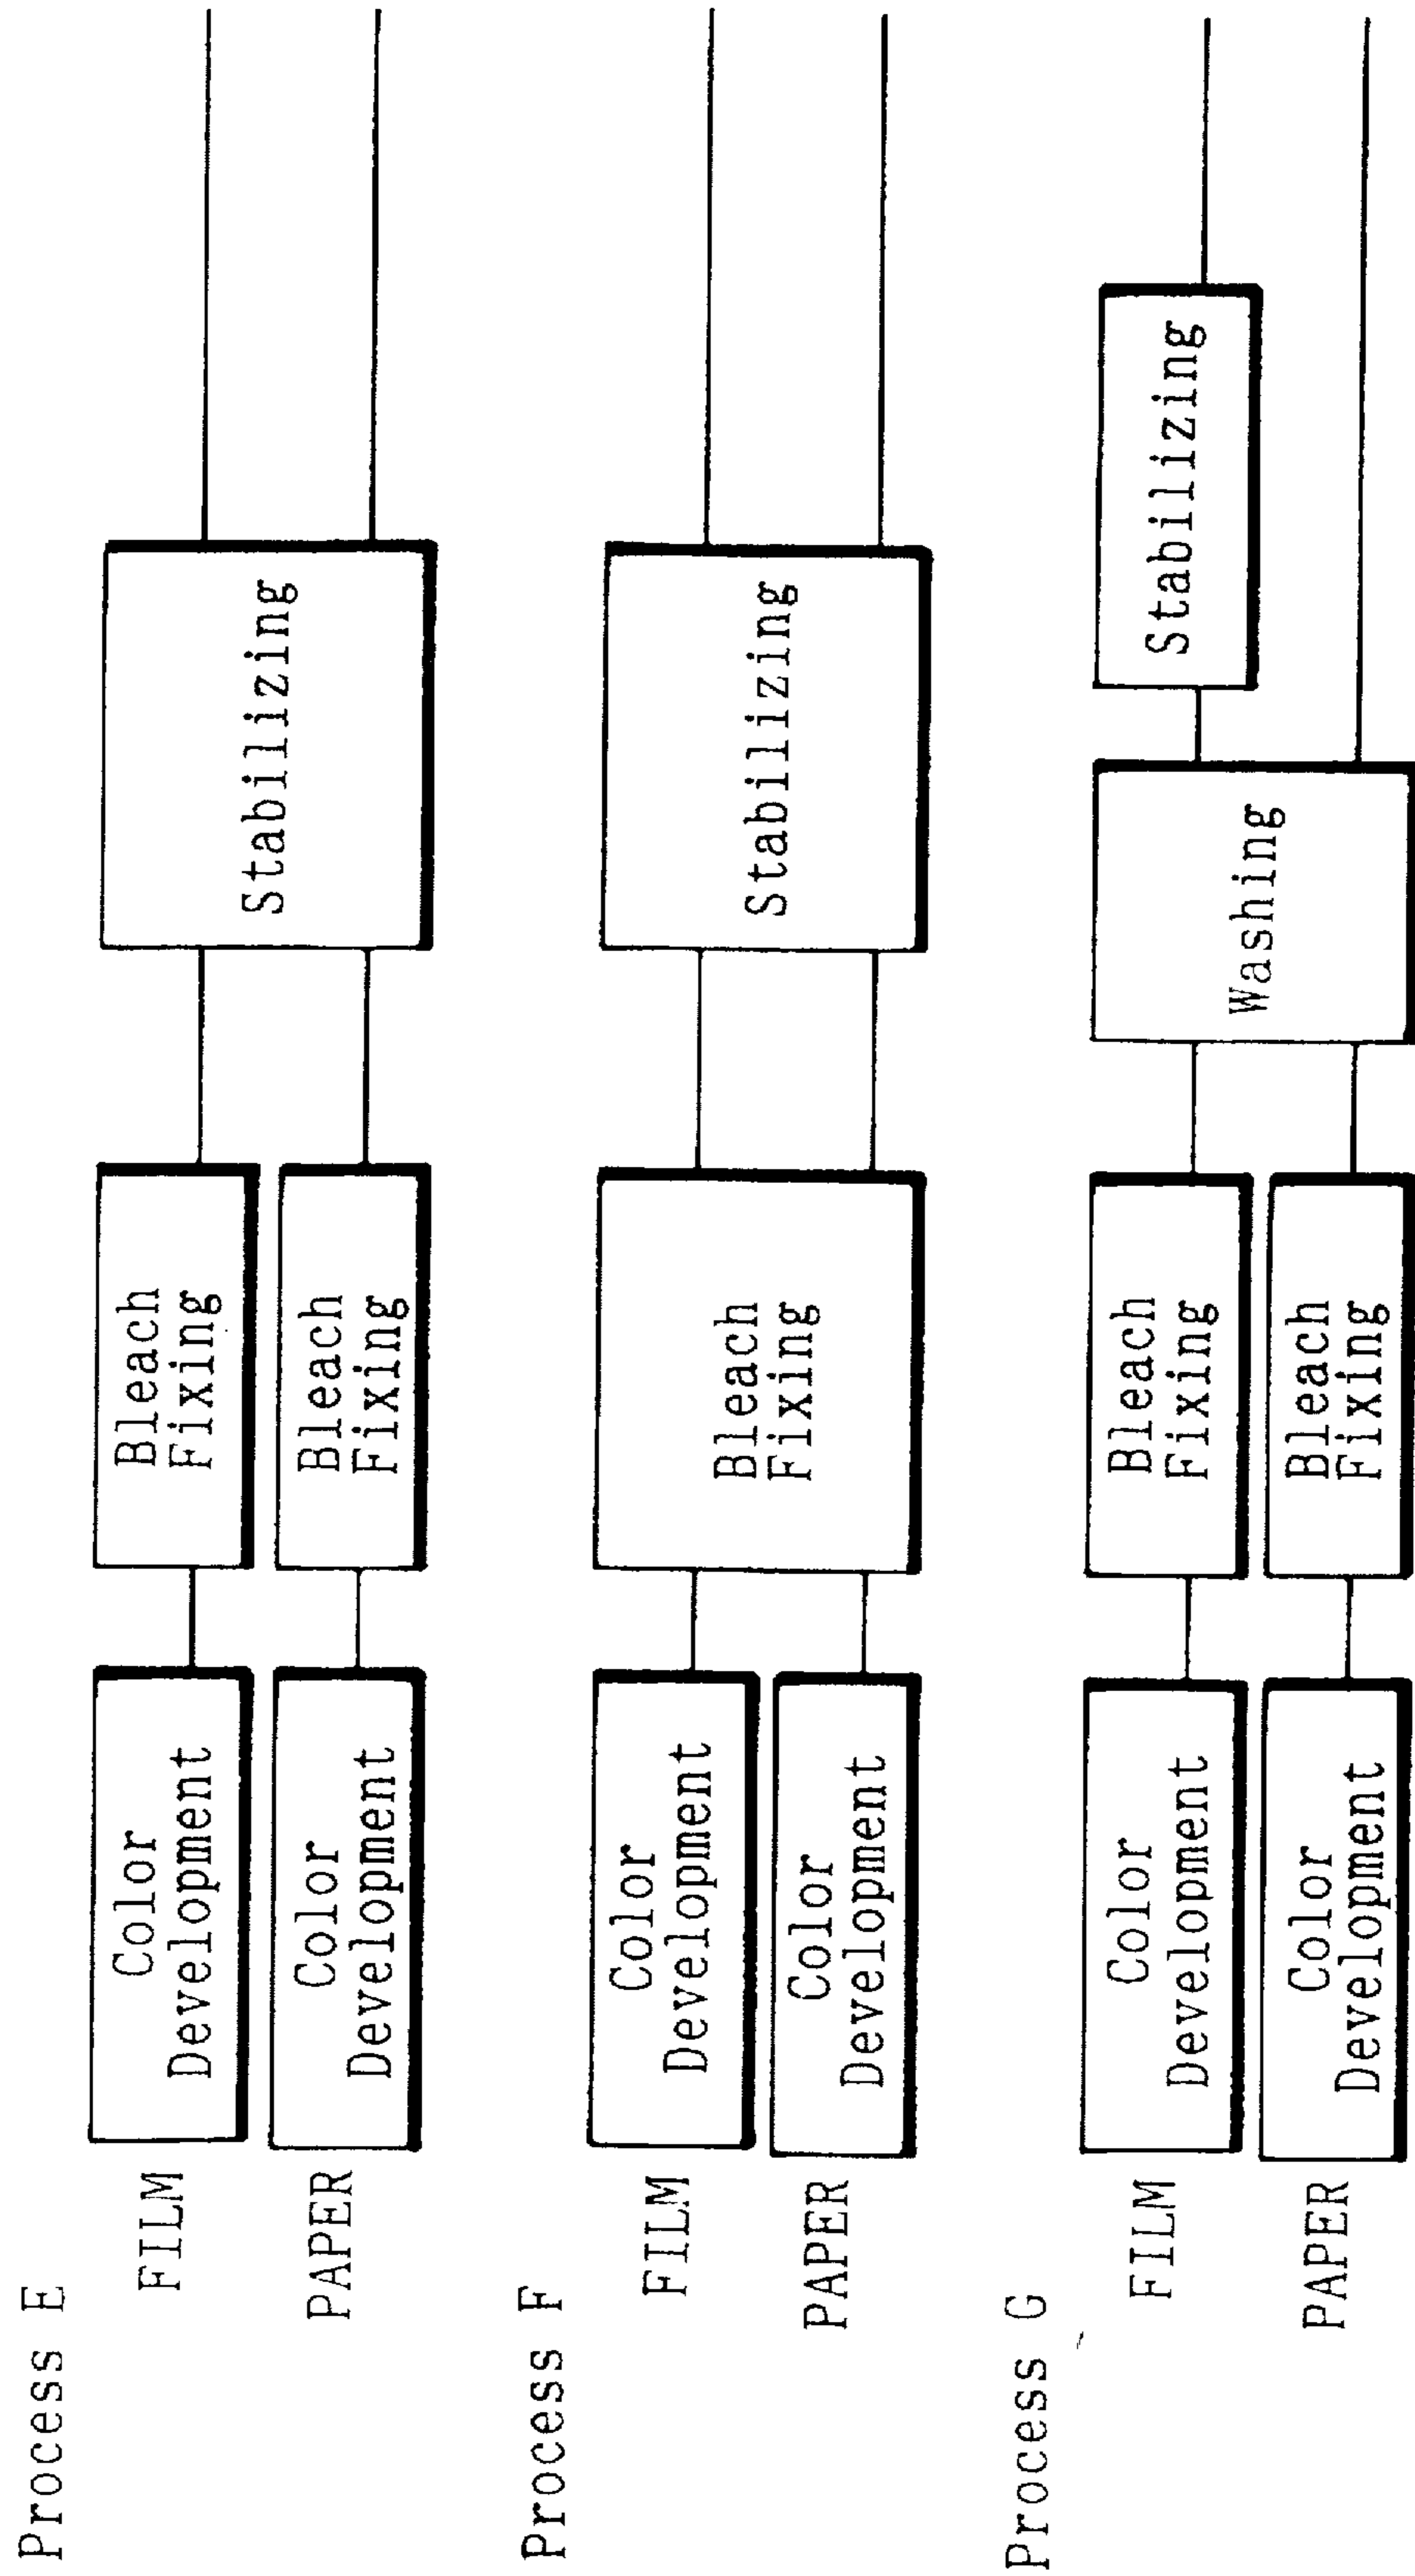 Process E
FILM
Color
Development
Bleach
Fixing
Stabilizing
PAPER
Color
Development
Bleach
Fixing
Process F
FILM
Color
Development
Bleach
Fixing
Stabilizing
PAPER
Color
Development
Process G
FILM
Color
Development
Bleach
Fixing
Washing
Stabilizing
PAPER
Color
Development
Bleach
Fixing